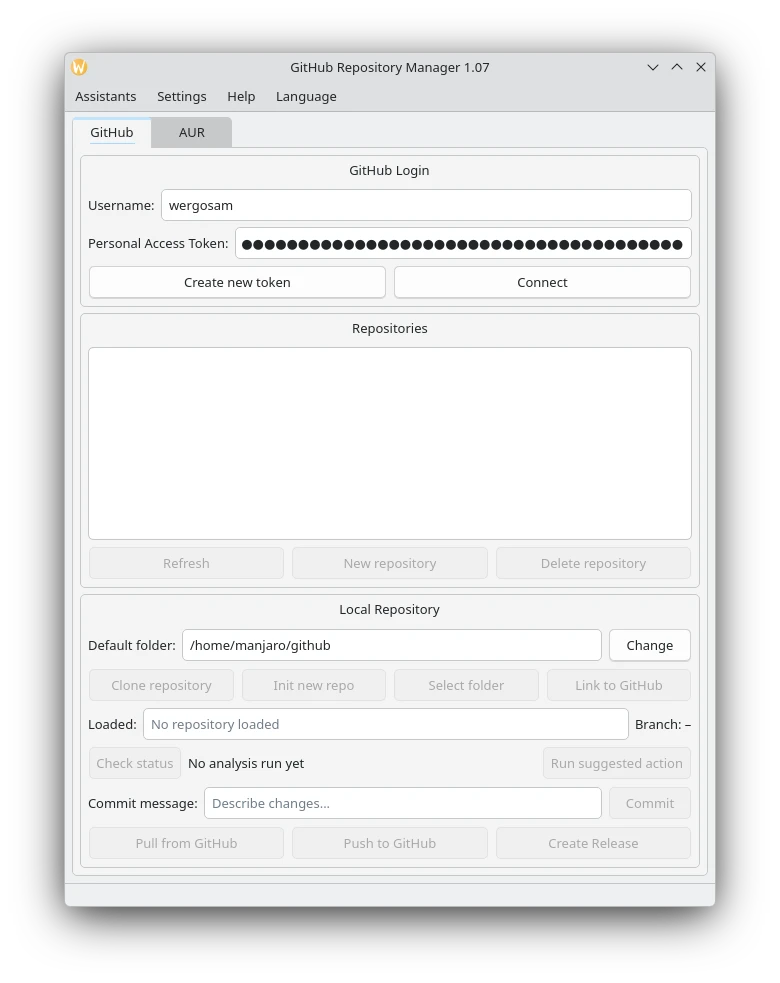 GitHub Repository Manager 1.07
Assistants Settings Help Language
GitHub AUR
GitHub Login
Username: wergosam
Personal Access Token: ●●●●●●●●●●●●●●●●●●●●●●●●●●●●●●●●●●●●●●●
Create new token Connect
Repositories
Refresh New repository Delete repository
Local Repository
Default folder: /home/manjaro/github Change
Clone repository Init new repo Select folder Link to GitHub
Loaded: No repository loaded Branch: –
Check status No analysis run yet Run suggested action
Commit message: Describe changes... Commit
Pull from GitHub Push to GitHub Create Release